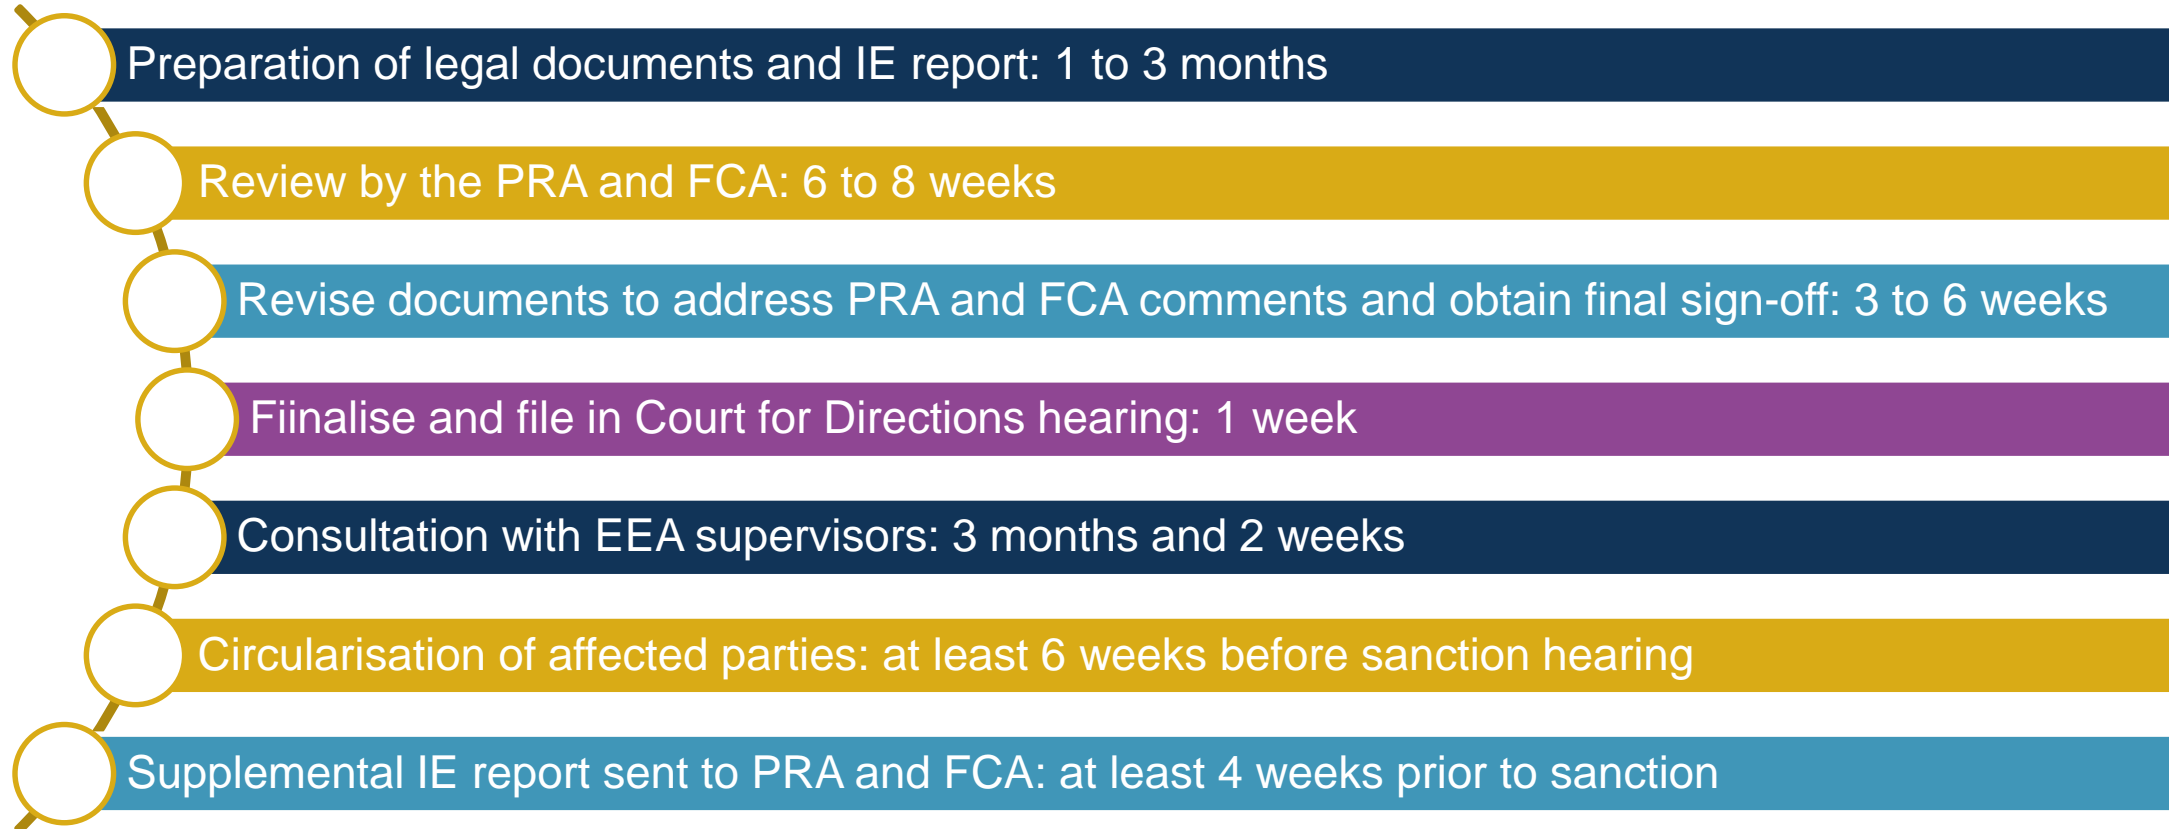 Preparation of legal documents and IE report: 1 to 3 months
Review by the PRA and FCA: 6 to 8 weeks
Revise documents to address PRA and FCA comments and obtain final sign-off: 3 to 6 weeks
Fiinalise and file in Court for Directions hearing: 1 week
Consultation with EEA supervisors: 3 months and 2 weeks
Circularisation of affected parties: at least 6 weeks before sanction hearing
Supplemental IE report sent to PRA and FCA: at least 4 weeks prior to sanction